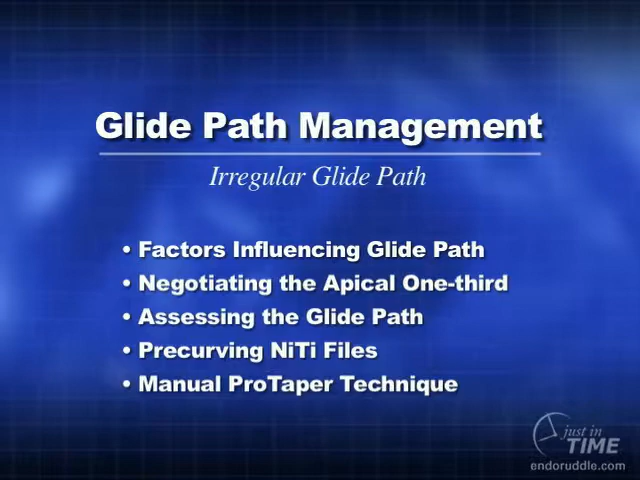 Glide Path Management
Irregular Glide Path
• Factors Influencing Glide Path
• Negotiating the Apical One-third
• Assessing the Glide Path
• Precurving NiTi Files
• Manual ProTaper Technique
just in
TIME
endoruddle.com